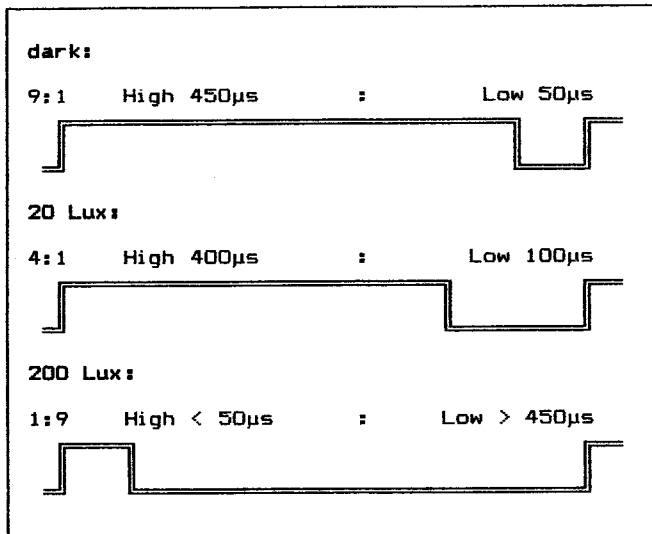 dark:
9:1 High 450µs : Low 50µs
20 Lux:
4:1 High 400µs : Low 100µs
200 Lux:
1:9 High < 50µs : Low > 450µs